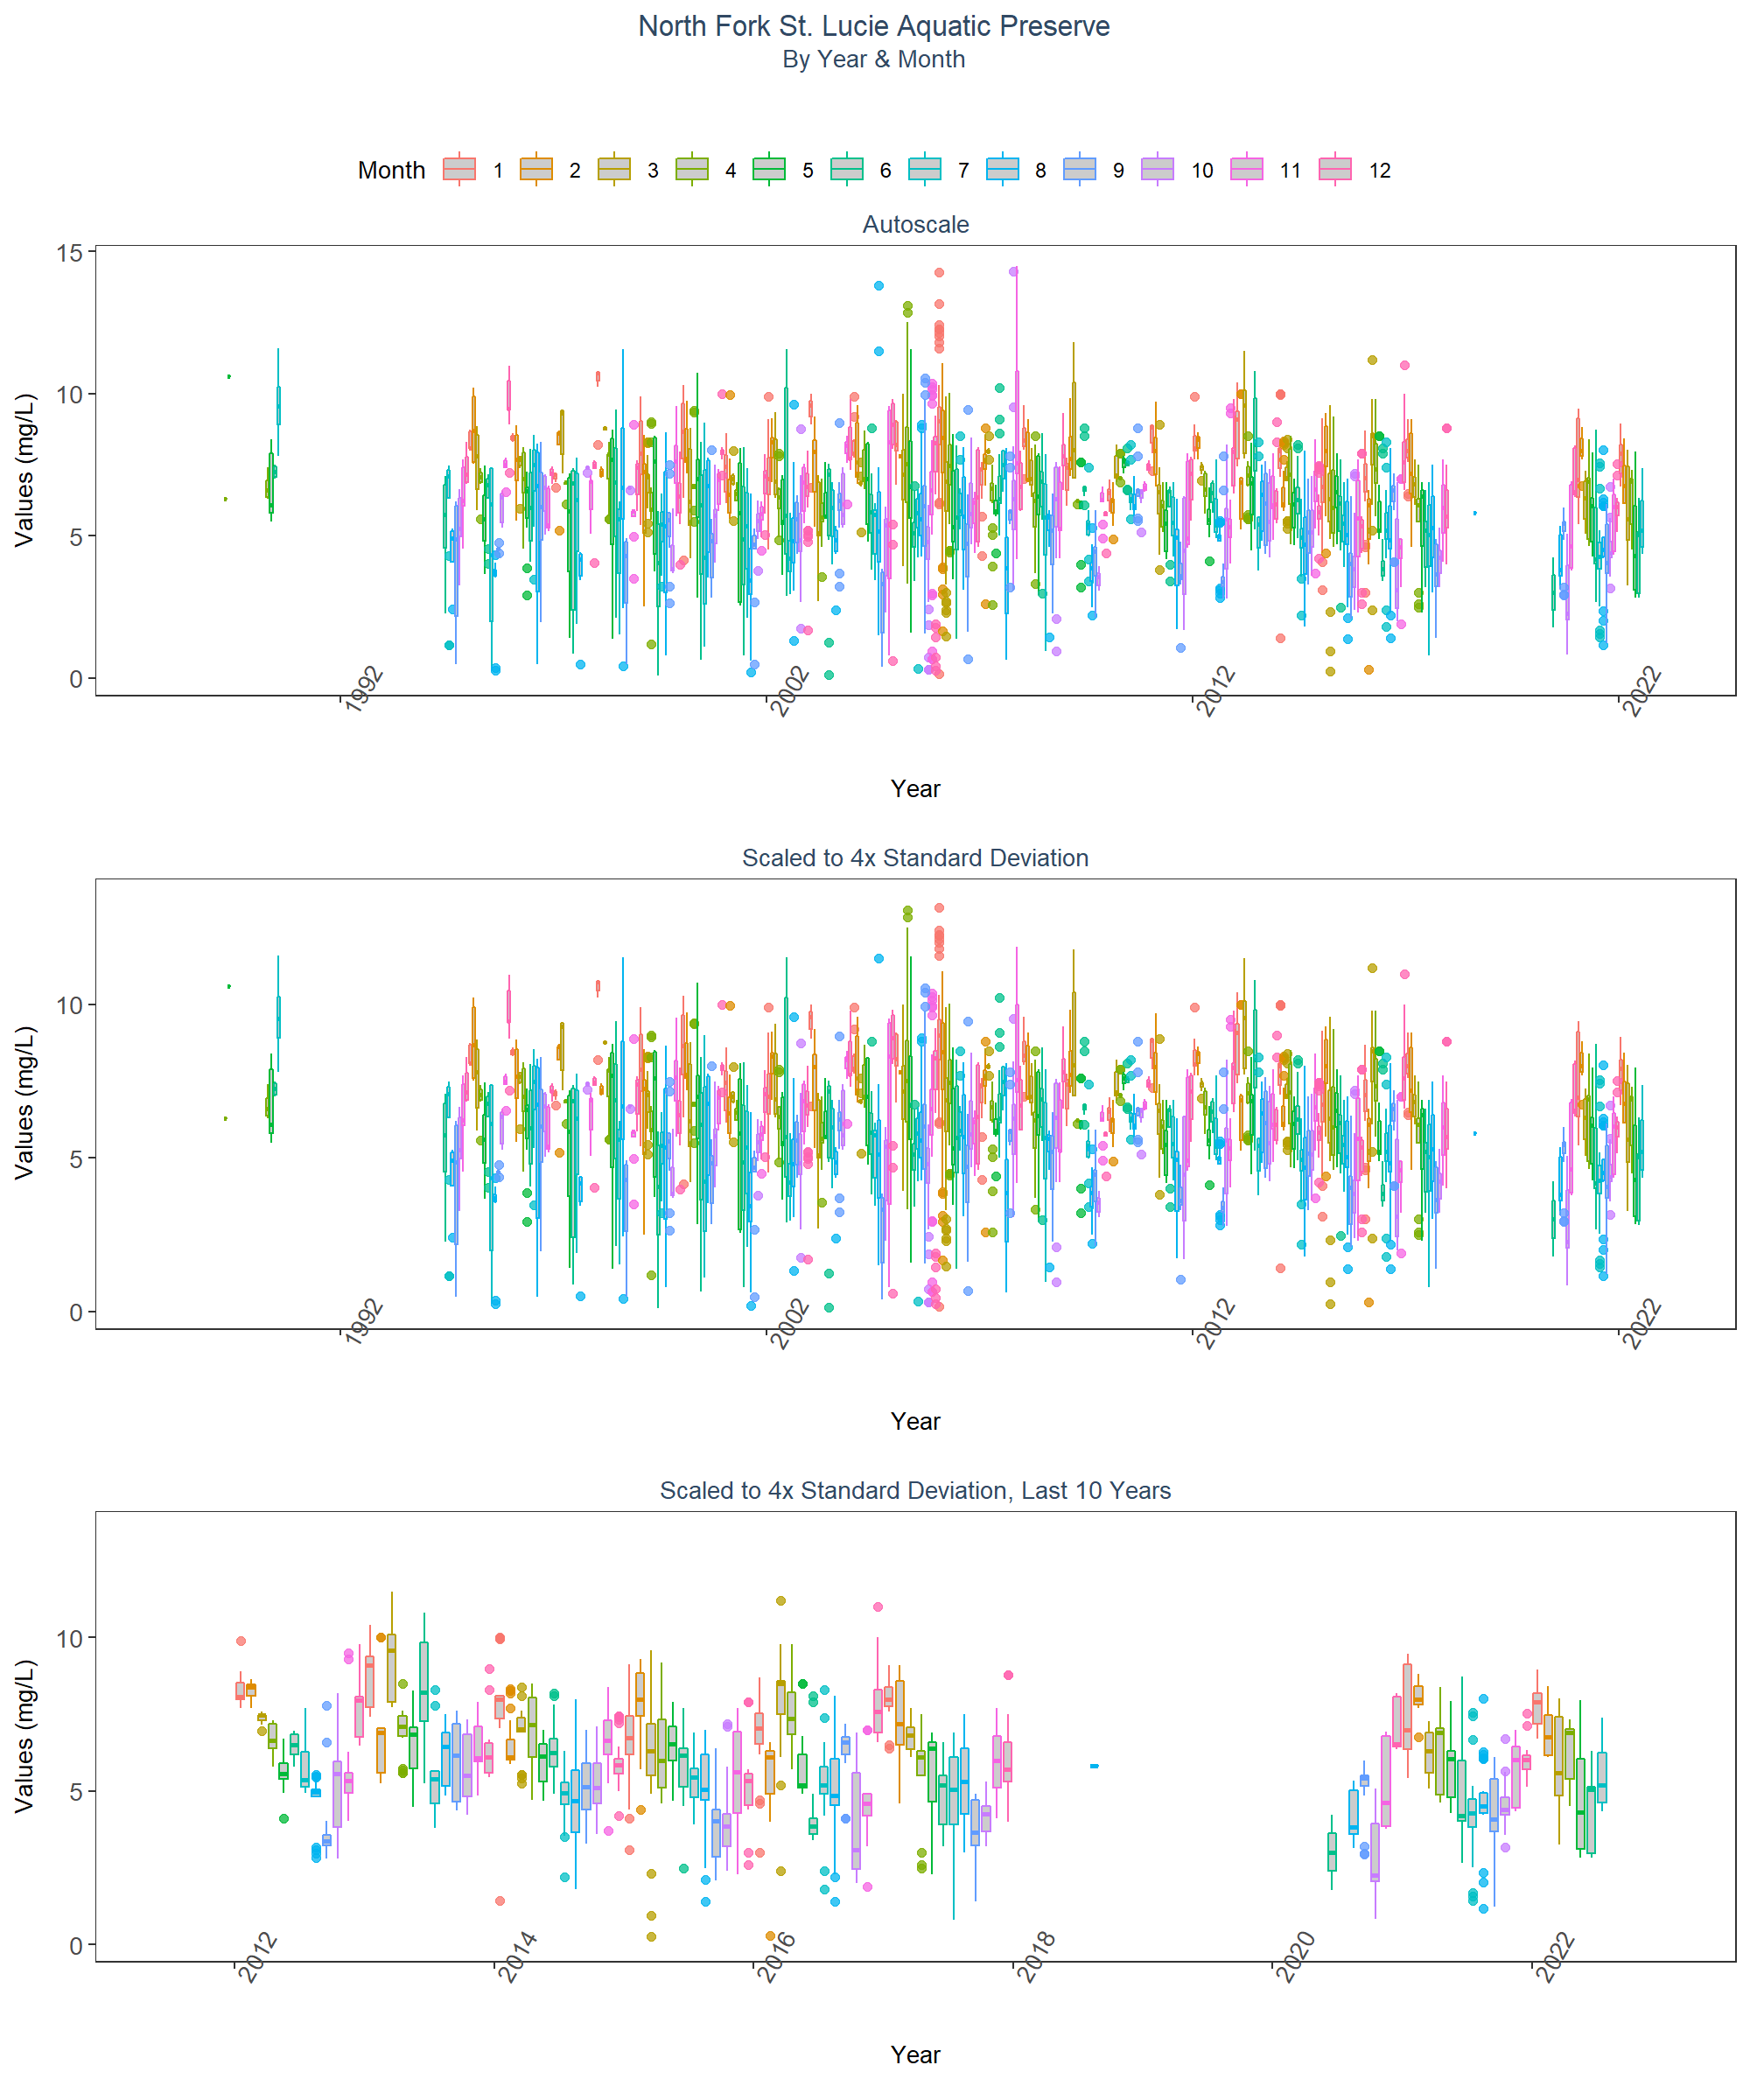 North Fork St. Lucie Aquatic Preserve
By Year & Month
Month 1 2 3 4 5 6 7 8 9 10 11 12
Autoscale
Values (mg/L)
15
10
5
0
1992 2002 2012 2022
Year
Scaled to 4x Standard Deviation
Values (mg/L)
10
5
0
1992 2002 2012 2022
Year
Scaled to 4x Standard Deviation, Last 10 Years
Values (mg/L)
10
5
0
2012 2014 2016 2018 2020 2022
Year